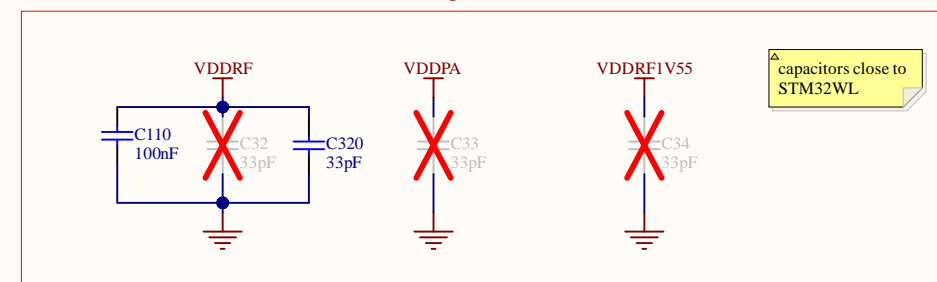 VDDRF
VDDPA
VDDRF1V55
capacitors close to
STM32WL
C110
100nF
C32
33pF
C320
33pF
C33
33pF
C34
33pF